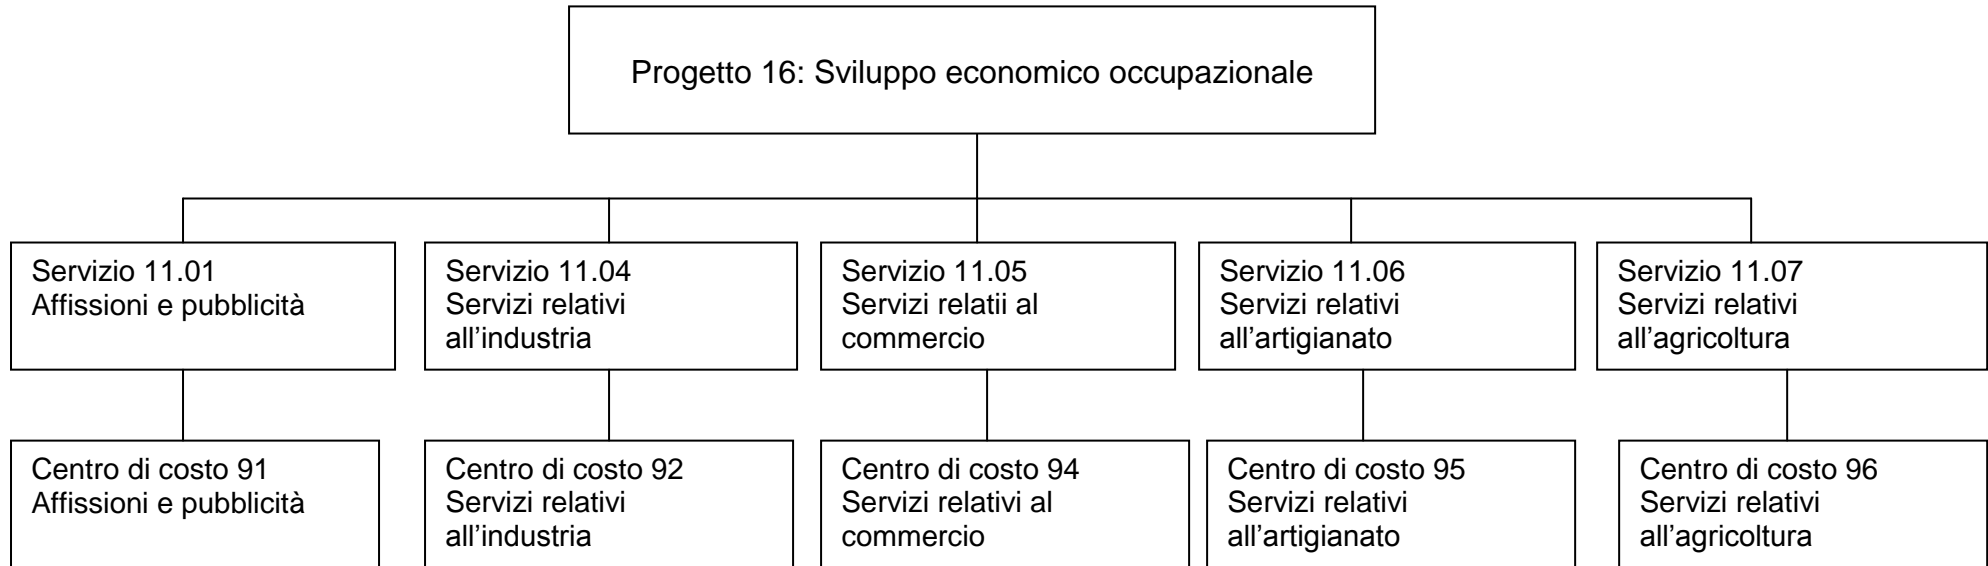 Progetto 16: Sviluppo economico occupazionale
Servizio 11.01
Affissioni e pubblicità
Servizio 11.04
Servizi relativi
all’industria
Servizio 11.05
Servizi relatii al
commercio
Servizio 11.06
Servizi relativi
all’artigianato
Servizio 11.07
Servizi relativi
all’agricoltura
Centro di costo 91
Affissioni e pubblicità
Centro di costo 92
Servizi relativi
all’industria
Centro di costo 94
Servizi relativi al
commercio
Centro di costo 95
Servizi relativi
all’artigianato
Centro di costo 96
Servizi relativi
all’agricoltura